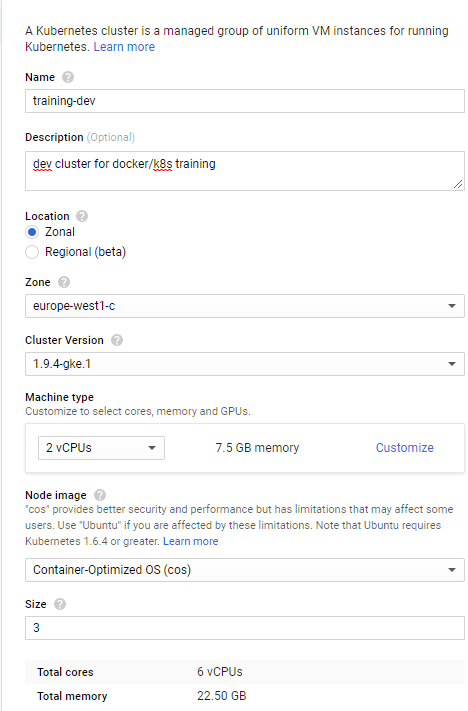 A Kubernetes cluster is a managed group of uniform VM instances for running
Kubernetes. Learn more
Name
training-dev
Description (Optional)
dev cluster for docker/k8s training
Location
Zonal
Regional (beta)
Zone
europe-west1-c
Cluster Version
1.9.4-gke.1
Machine type
Customize to select cores, memory and GPUs.
2 vCPUs 7.5 GB memory Customize
Node image
"cos" provides better security and performance but has limitations that may affect some
users. Use "Ubuntu" if you are affected by these limitations. Note that Ubuntu requires
Kubernetes 1.6.4 or greater. Learn more
Container-Optimized OS (cos)
Size
3
Total cores 6 vCPUs
Total memory 22.50 GB